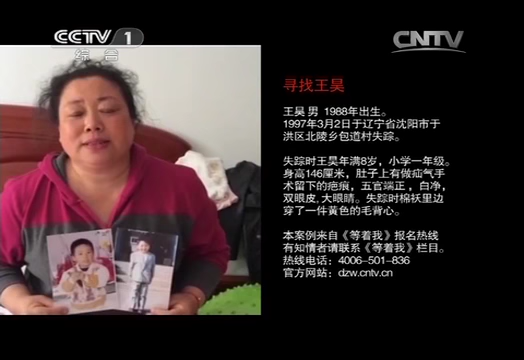 CCTV 1
综合
CNTV
寻找王昊
王昊 男 1988年出生。
1997年3月2日于辽宁省沈阳市于
洪区北陵乡包道村失踪。
失踪时王昊年满8岁，小学一年级。
身高146厘米，肚子上有做疝气手
术留下的疤痕，五官端正 ，白净，
双眼皮,大眼睛。失踪时棉袄里边
穿了一件黄色的毛背心。
本案例来自《等着我》报名热线
有知情者请联系《等着我》栏目。
热线电话：4006-501-836
官方网站：dzw.cntv.cn